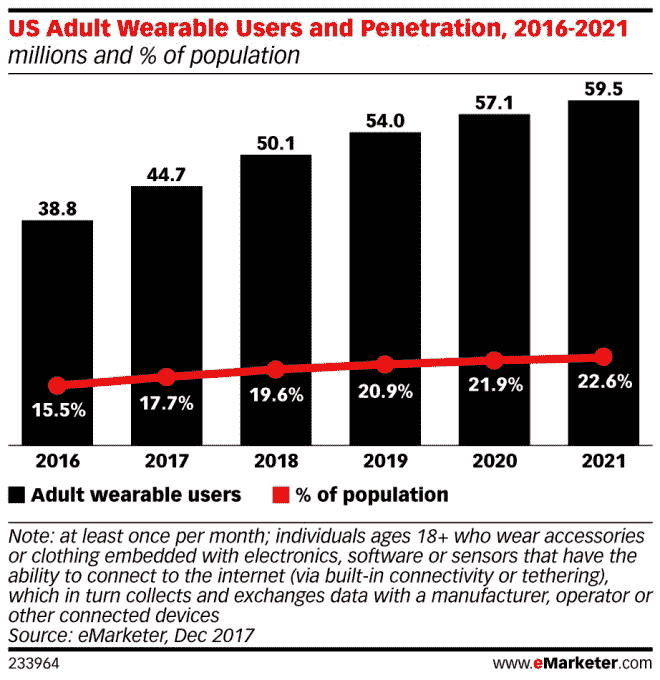 US Adult Wearable Users and Penetration, 2016-2021
millions and % of population
38.8
44.7
50.1
54.0
57.1
59.5
15.5%
17.7%
19.6%
20.9%
21.9%
22.6%
2016 2017 2018 2019 2020 2021
Adult wearable users % of population
Note: at least once per month; individuals ages 18+ who wear accessories
or clothing embedded with electronics, software or sensors that have the
ability to connect to the internet (via built-in connectivity or tethering),
which in turn collects and exchanges data with a manufacturer, operator or
other connected devices
Source: eMarketer, Dec 2017
233964 www.eMarketer.com